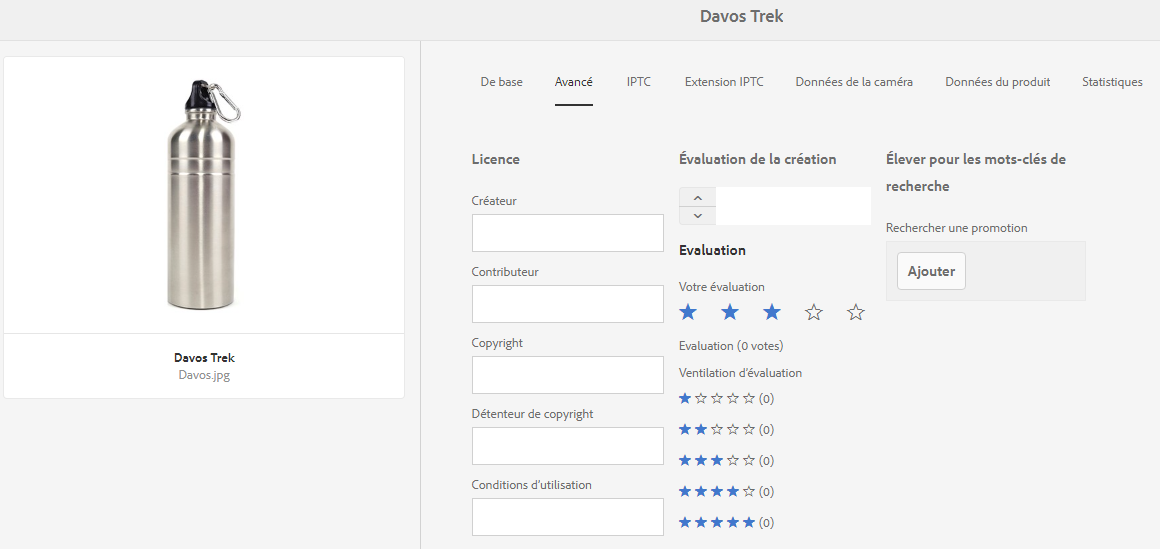 Davos Trek
De base
Avancé
IPTC
Extension IPTC
Données de la caméra
Données du produit
Statistiques
Davos Trek
Davos.jpg
Licence
Créateur
Contributeur
Copyright
Détenteur de copyright
Conditions d'utilisation
Évaluation de la création
Evaluation
Votre évaluation
Evaluation (0 votes)
Ventilation d'évaluation
(0)
(0)
(0)
(0)
(0)
Élever pour les mots-clés de
recherche
Rechercher une promotion
Ajouter